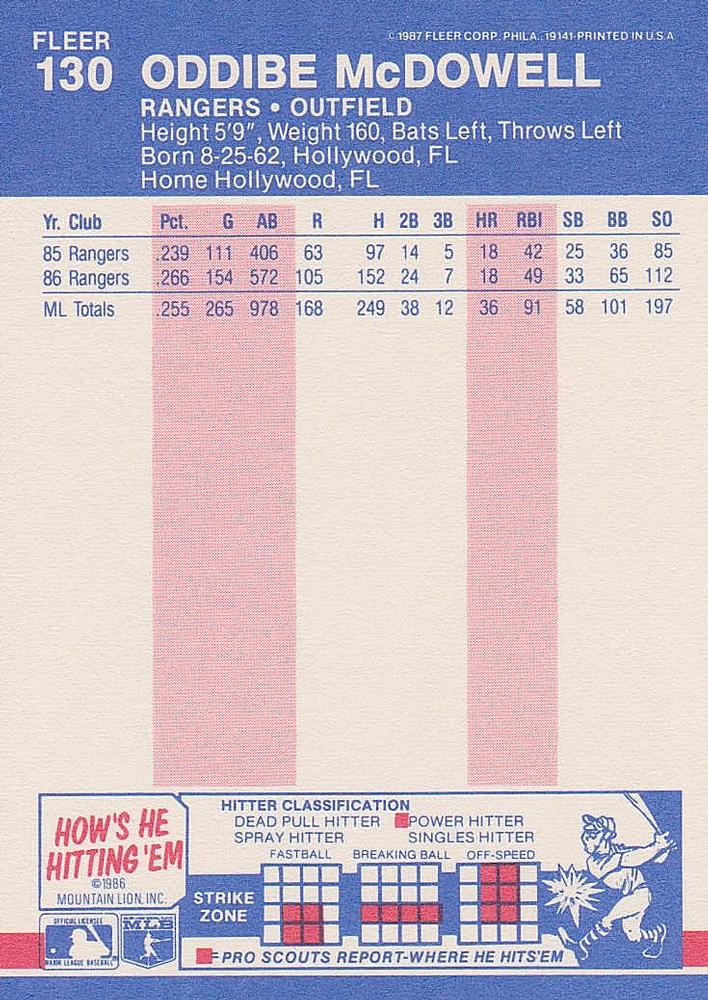 FLEER
©1987 FLEER CORP. PHILA., 19141-PRINTED IN U.S.A
130 ODDIBE McDOWELL
RANGERS • OUTFIELD
Height 5'9", Weight 160, Bats Left, Throws Left
Born 8-25-62, Hollywood, FL
Home Hollywood, FL
Yr. Club Pct. G AB R H 2B 3B HR RBI SB BB SO
85 Rangers .239 111 406 63 97 14 5 18 42 25 36 85
86 Rangers .266 154 572 105 152 24 7 18 49 33 65 112
ML Totals .255 265 978 168 249 38 12 36 91 58 101 197
HOW'S HE
HITTING 'EM
©1986
MOUNTAIN LION, INC.
HITTER CLASSIFICATION
DEAD PULL HITTER POWER HITTER
SPRAY HITTER SINGLES HITTER
FASTBALL BREAKING BALL OFF-SPEED
STRIKE
ZONE
OFFICIAL LICENSEE
MAJOR LEAGUE BASEBALL
MLB
=PRO SCOUTS REPORT-WHERE HE HITS'EM